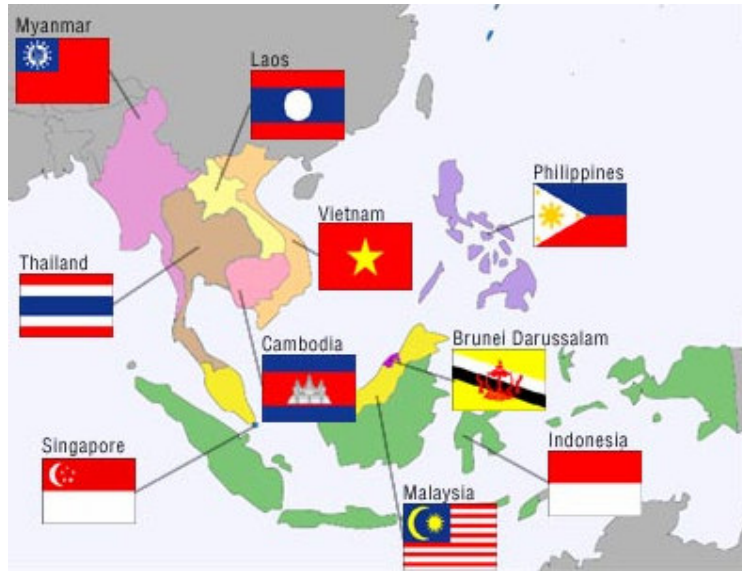 Myanmar
Laos
Philippines
Vietnam
Thailand
Cambodia
Brunei Darussalam
Singapore
Indonesia
Malaysia